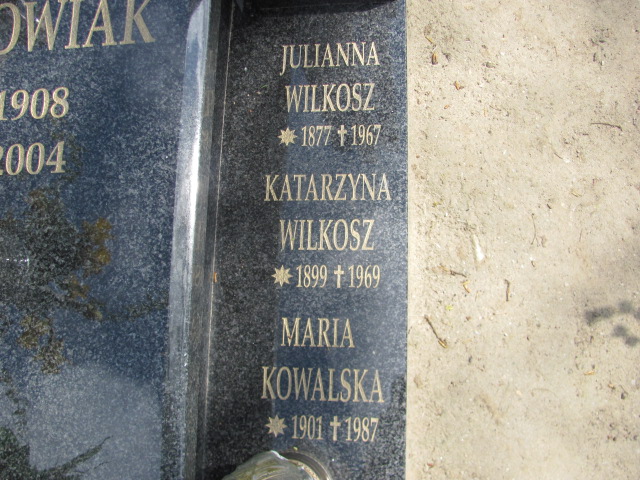 OWIAK
1908
2004
JULIANNA
WILKOSZ
* 1877 † 1967
KATARZYNA
WILKOSZ
* 1899 † 1969
MARIA
KOWALSKA
* 1901 † 1987